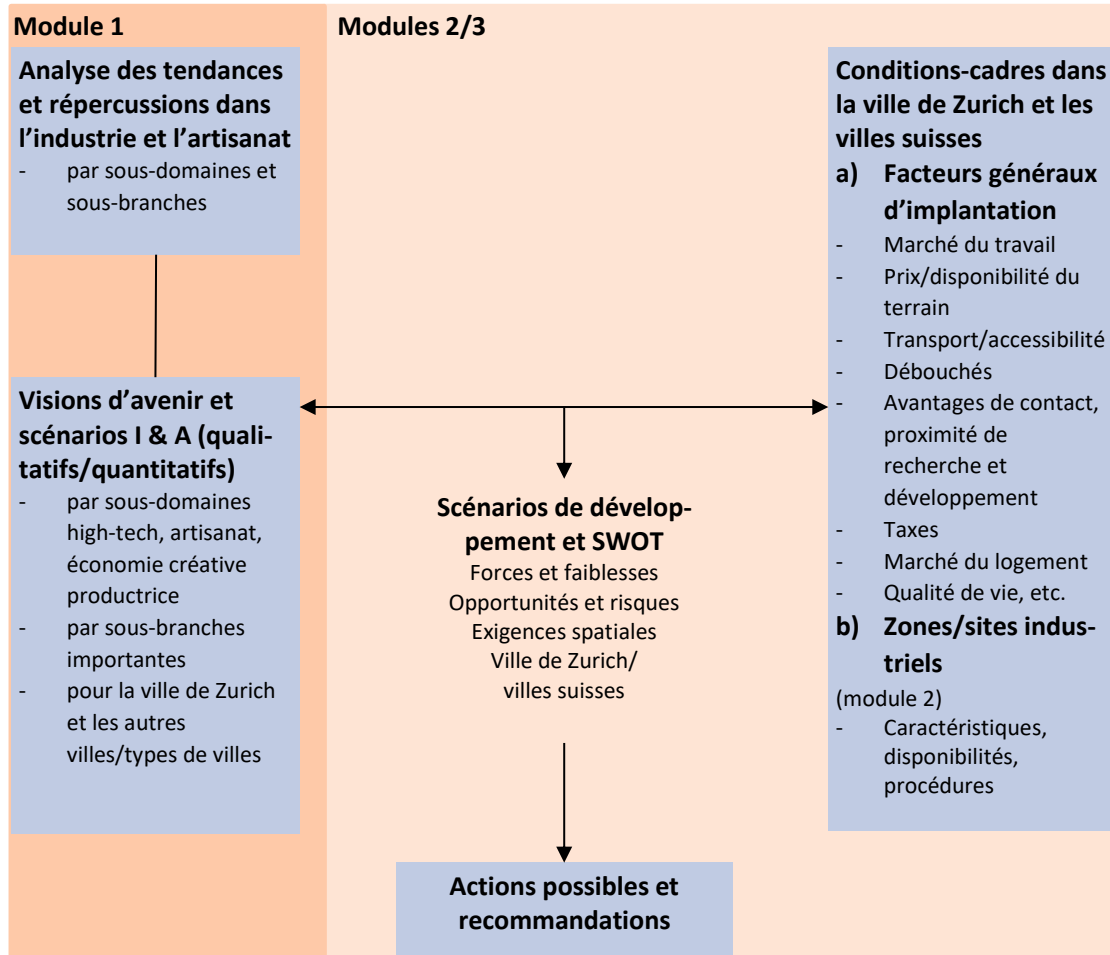 Module 1
Analyse des tendances
et répercussions dans
l’industrie et l’artisanat
- par sous-domaines et
sous-branches
Visions d’avenir et
scénarios I & A (quali-
tatifs/quantitatifs)
- par sous-domaines
high-tech, artisanat,
économie créative
productrice
- par sous-branches
importantes
- pour la ville de Zurich
et les autres
villes/types de villes
Modules 2/3
Scénarios de dévelop-
pement et SWOT
Forces et faiblesses
Opportunités et risques
Exigences spatiales
Ville de Zurich/
villes suisses
Actions possibles et
recommandations
Conditions-cadres dans
la ville de Zurich et les
villes suisses
a) Facteurs généraux
d’implantation
- Marché du travail
- Prix/disponibilité du
terrain
- Transport/accessibilité
- Débouchés
- Avantages de contact,
proximité de
recherche et
développement
- Taxes
- Marché du logement
- Qualité de vie, etc.
b) Zones/sites indus-
triels
(module 2)
- Caractéristiques,
disponibilités,
procédures